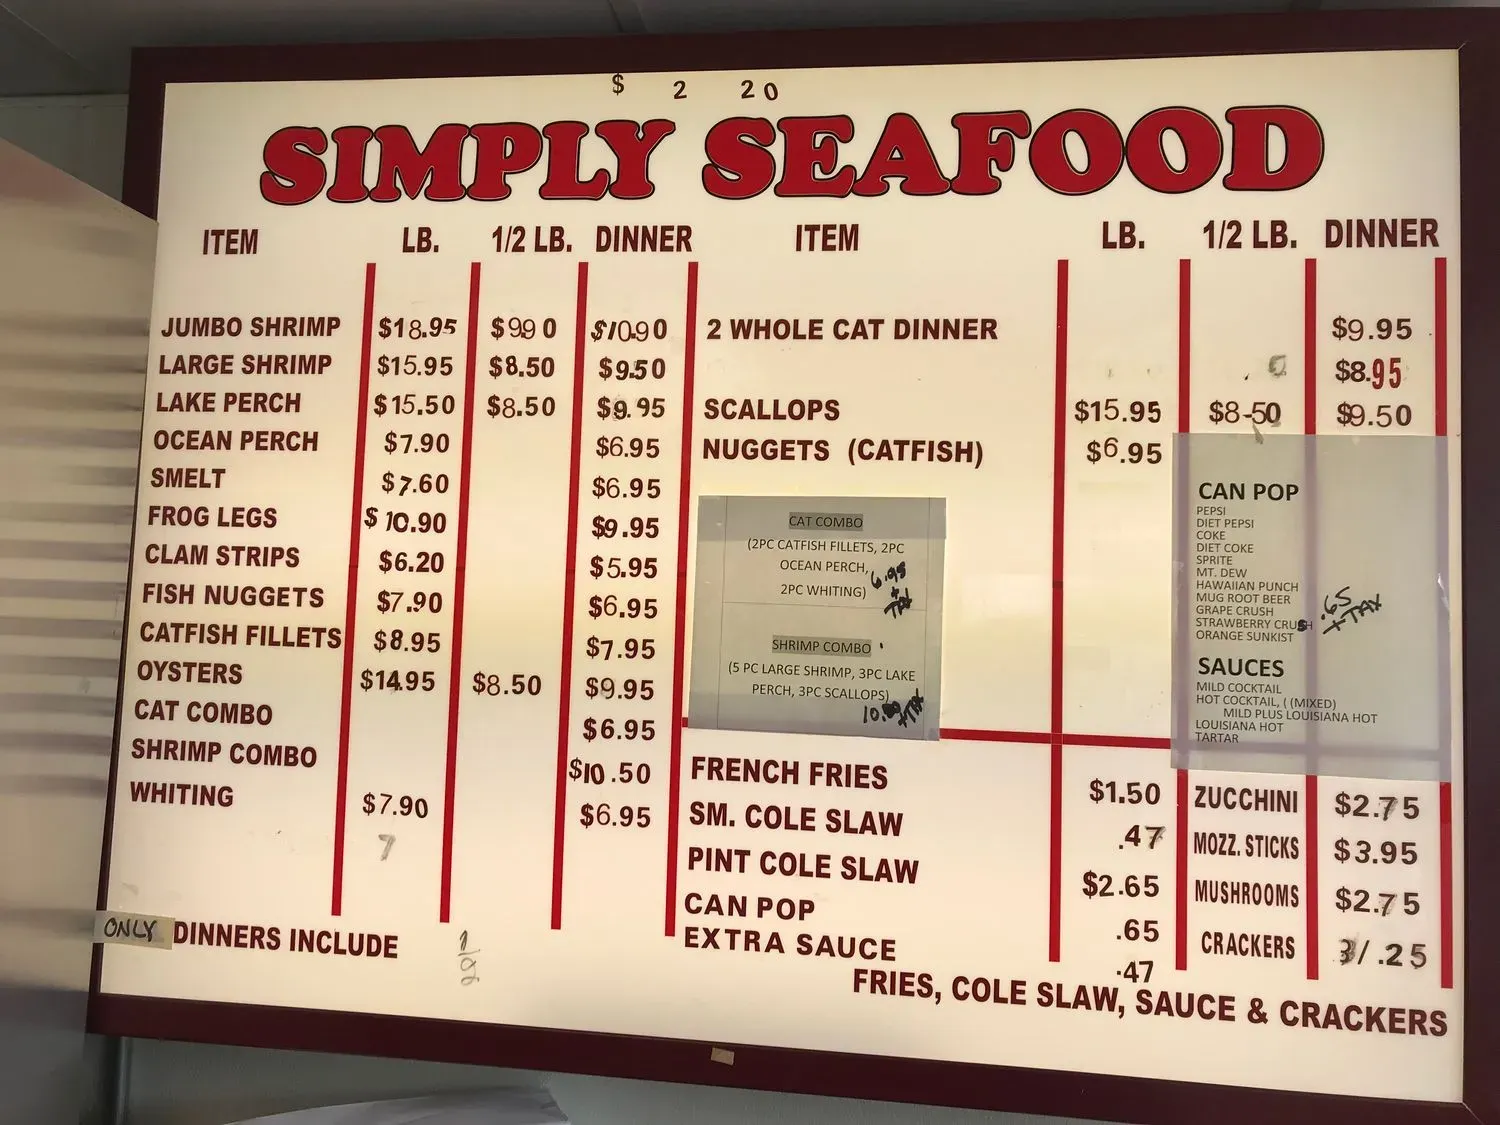 $ 2 20
SIMPLY SEAFOOD
ITEM LB. 1/2 LB. DINNER
JUMBO SHRIMP $18.95 $990 $10.90
LARGE SHRIMP $15.95 $8.50 $9.50
LAKE PERCH $15.50 $8.50 $9.95
OCEAN PERCH $7.90 $6.95
SMELT $7.60 $6.95
FROG LEGS $10.90 $9.95
CLAM STRIPS $6.20 $5.95
FISH NUGGETS $7.90 $6.95
CATFISH FILLETS $8.95 $7.95
OYSTERS $14.95 $8.50 $9.95
CAT COMBO $6.95
SHRIMP COMBO $10.50
WHITING $7.90 $6.95
7
ONLY DINNERS INCLUDE
ITEM LB. 1/2 LB. DINNER
2 WHOLE CAT DINNER $9.95
$8.95
SCALLOPS $15.95 $8-50 $9.50
NUGGETS (CATFISH) $6.95
CAT COMBO
(2PC CATFISH FILLETS, 2PC
OCEAN PERCH,
2PC WHITING)
6.95
+
TAX
SHRIMP COMBO
(5 PC LARGE SHRIMP, 3PC LAKE
PERCH, 3PC SCALLOPS)
+TAX
CAN POP
PEPSI
DIET PEPSI
COKE
DIET COKE
SPRITE
MT. DEW
HAWAIIAN PUNCH
MUG ROOT BEER
GRAPE CRUSH
STRAWBERRY CRUSH
ORANGE SUNKIST
.65
+TAX
SAUCES
MILD COCKTAIL
HOT COCKTAIL, ( (MIXED)
MILD PLUS LOUISIANA HOT
LOUISIANA HOT
TARTAR
FRENCH FRIES $1.50
SM. COLE SLAW .47
PINT COLE SLAW $2.65
CAN POP .65
EXTRA SAUCE .47
ZUCCHINI $2.75
MOZZ. STICKS $3.95
MUSHROOMS $2.75
CRACKERS 3/ .25
FRIES, COLE SLAW, SAUCE & CRACKERS